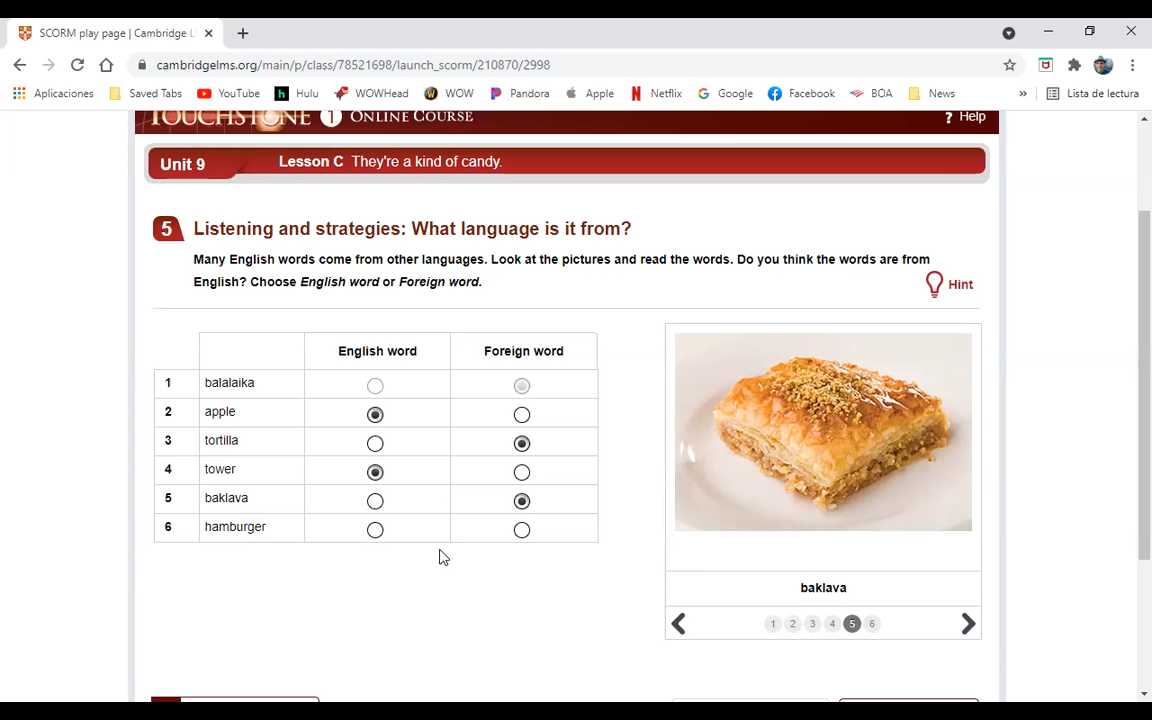 SCORM play page | Cambridge L
cambridgelms.org/main/p/class/78521698/launch_scorm/210870/2998
Aplicaciones Saved Tabs YouTube h Hulu WOWHead WOW Pandora Apple Netflix Google Facebook BOA News » Lista de lectura
TOUCHSTONE 1 ONLINE COURSE ? Help
Unit 9 Lesson C They're a kind of candy.
5 Listening and strategies: What language is it from?
Many English words come from other languages. Look at the pictures and read the words. Do you think the words are from
English? Choose English word or Foreign word.
Hint
English word Foreign word
1 balalaika
2 apple
3 tortilla
4 tower
5 baklava
6 hamburger
baklava
1 2 3 4 5 6